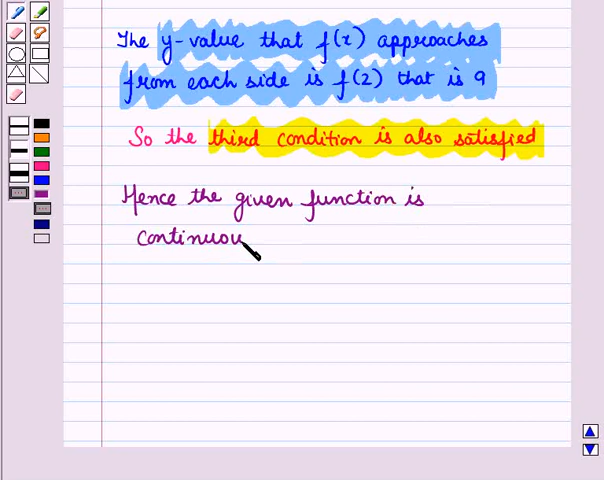 The y-value that f(x) approaches
from each side is f(2) that is 9
So the third condition is also satisfied
Hence the given function is
continuou